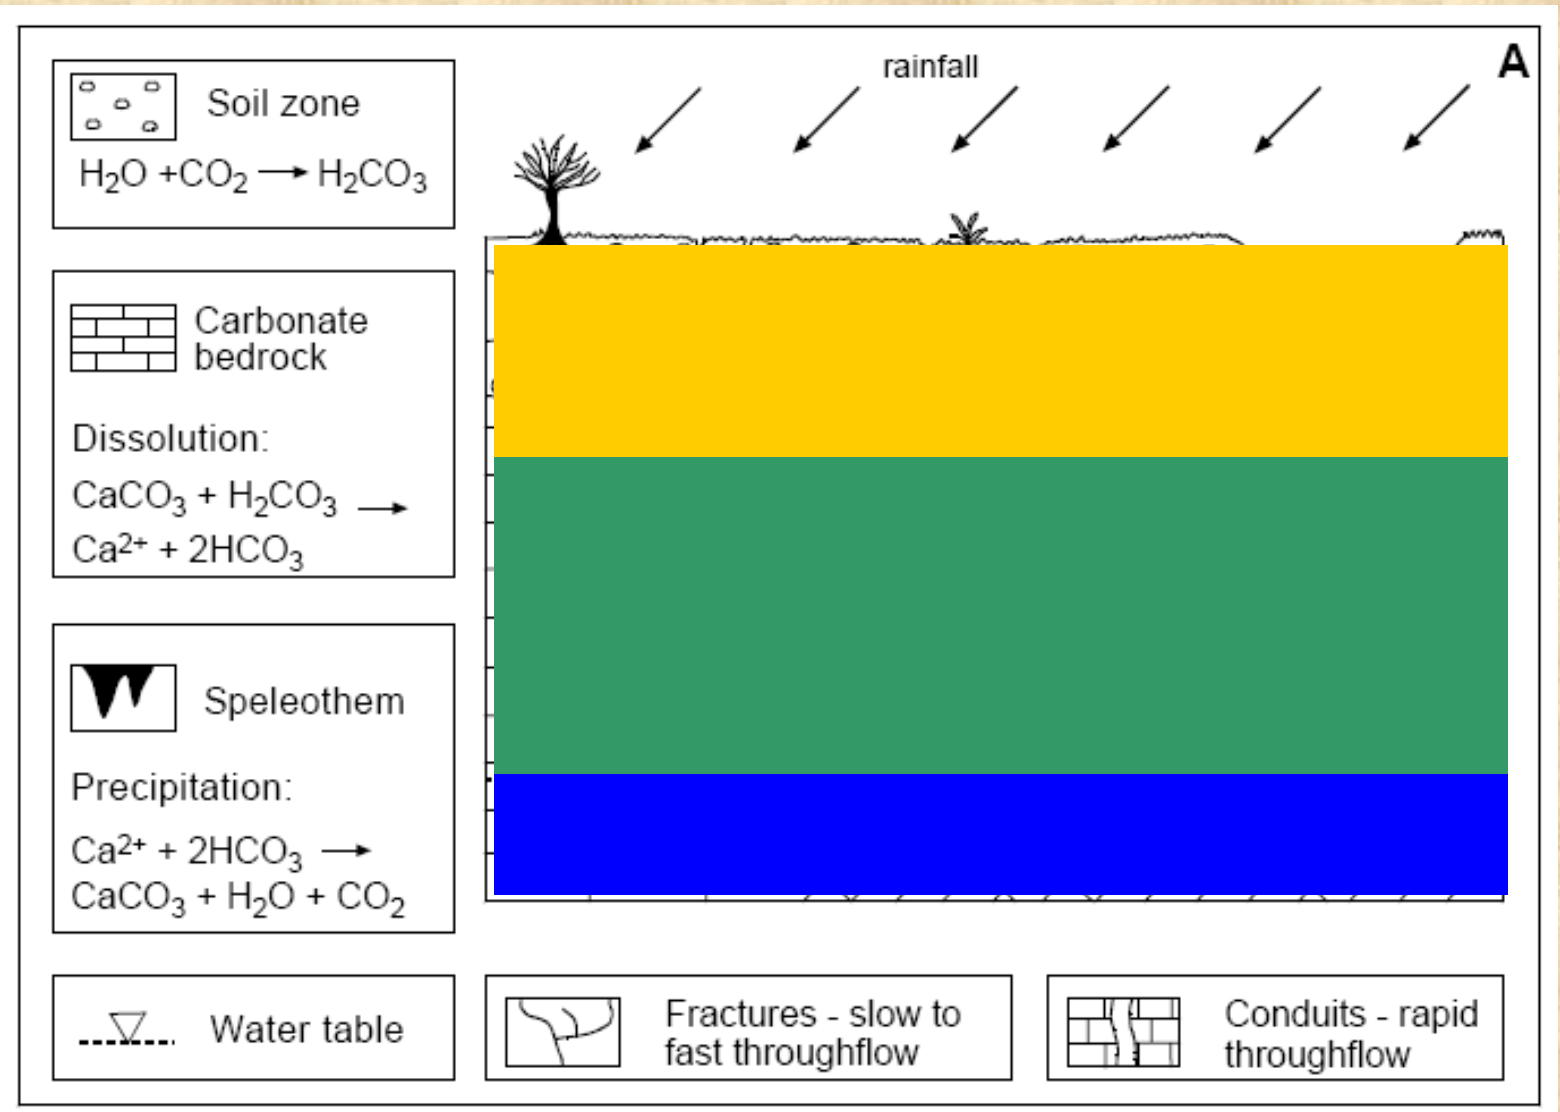 rainfall
A
Soil zone
H₂O +CO₂ → H₂CO₃
Carbonate
bedrock
Dissolution:
CaCO₃ + H₂CO₃ →
Ca²⁺ + 2HCO₃
Speleothem
Precipitation:
Ca²⁺ + 2HCO₃ →
CaCO₃ + H₂O + CO₂
Water table
Fractures - slow to
fast throughflow
Conduits - rapid
throughflow